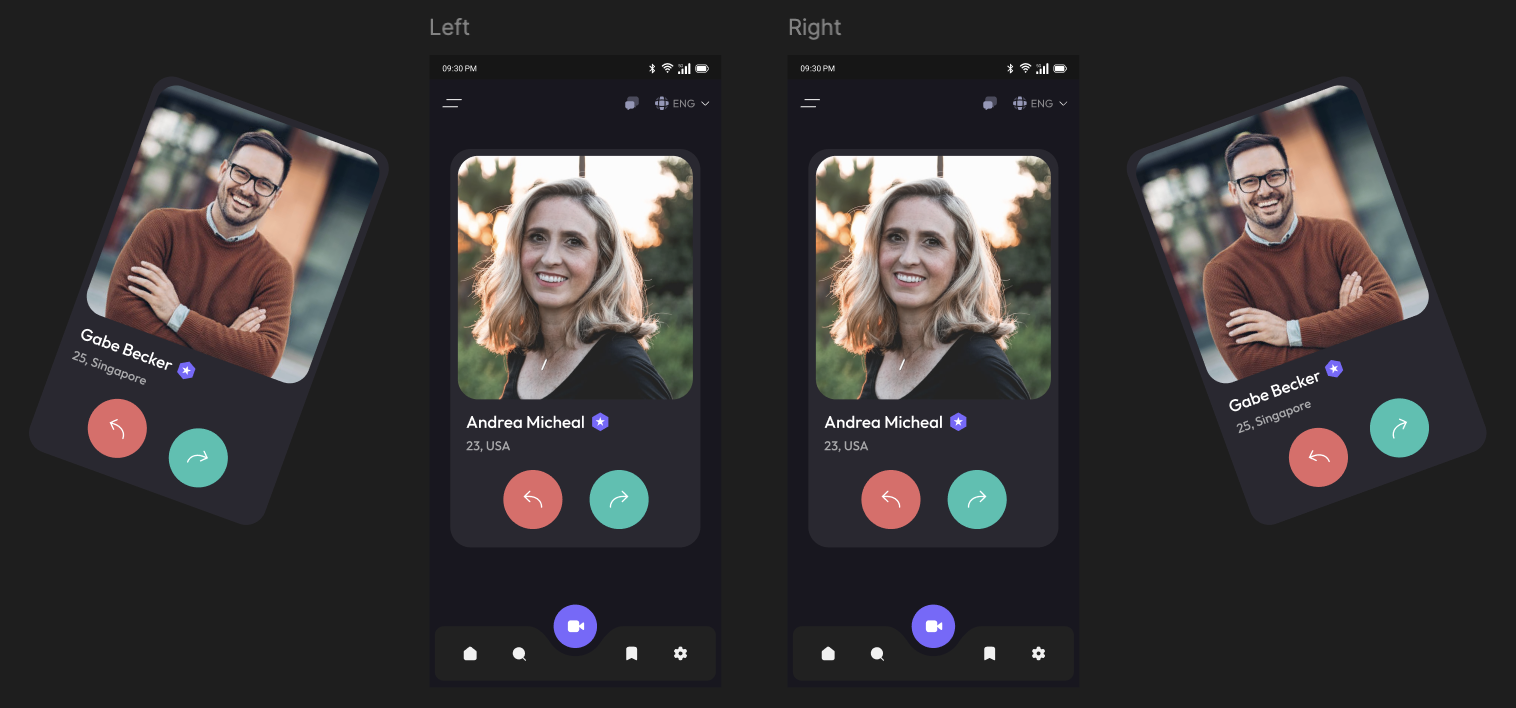 Left
Right
09:30 PM
ENG
09:30 PM
ENG
Gabe Becker
25, Singapore
Andrea Micheal
23, USA
Andrea Micheal
23, USA
Gabe Becker
25, Singapore